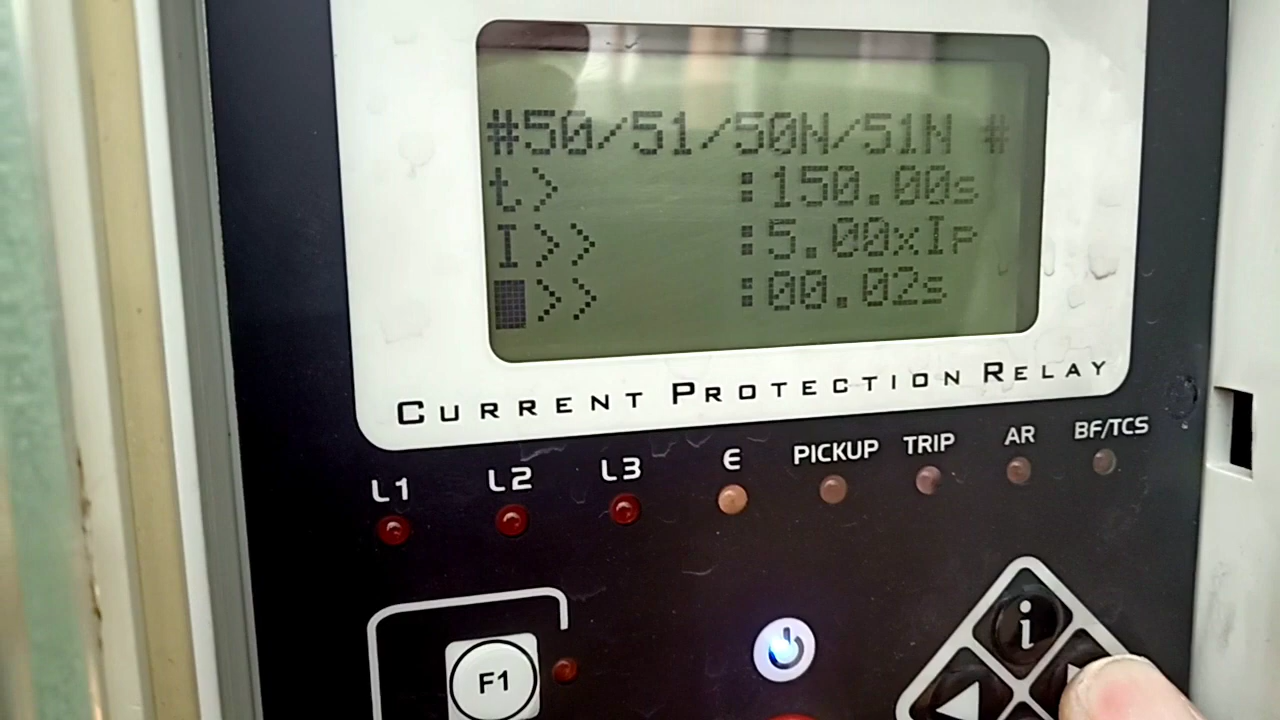 #50/51/50N/51N #
t> :150.00s
I>> :5.00xIp
>> :00.02s
CURRENT PROTECTION RELAY
L1 L2 L3 E PICKUP TRIP AR BF/TCS
i
F1